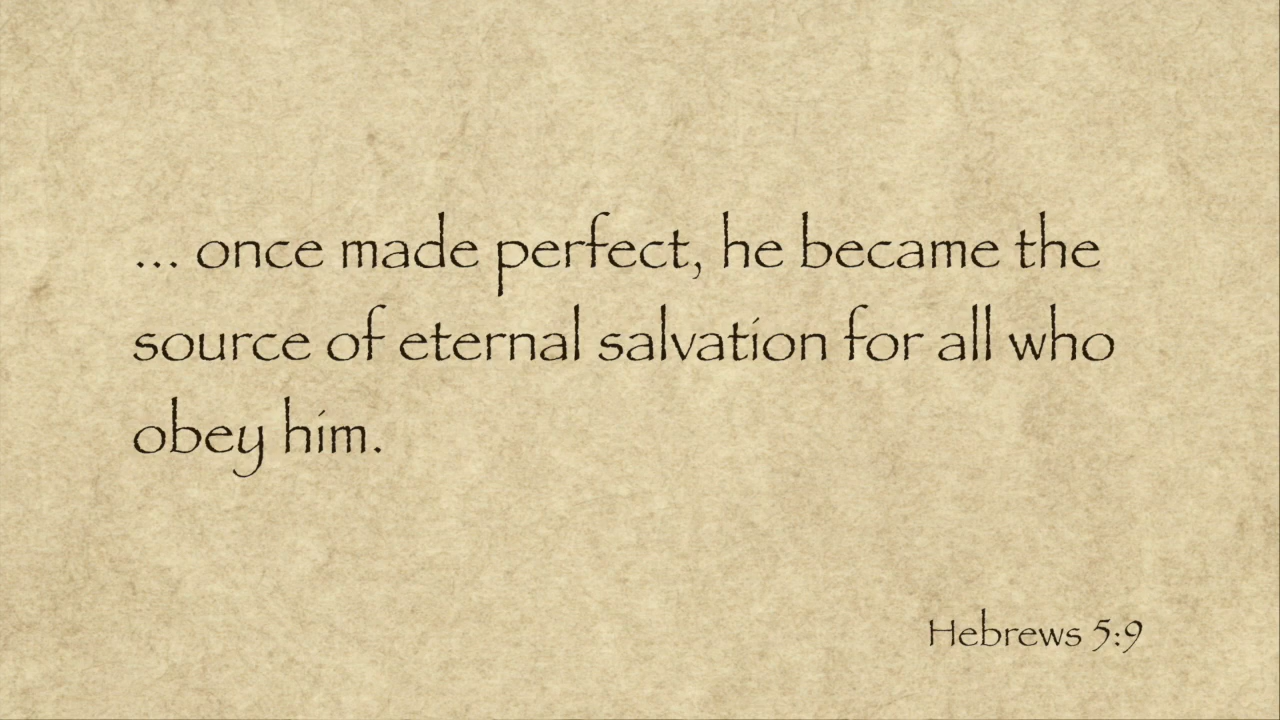 ... once made perfect, he became the
source of eternal salvation for all who
obey him.
Hebrews 5:9